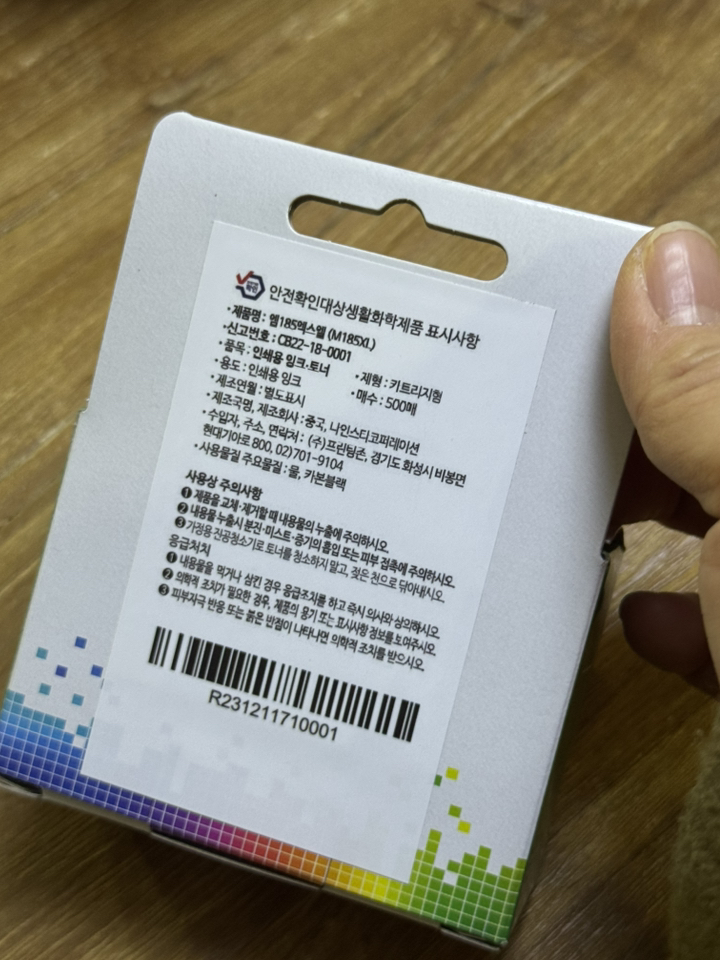 안전확인대상생활화학제품 표시사항
·제품명 : 엠185엑스엘 (M185XL)
·신고번호 : CB22-18-0001
·품목 : 인쇄용 잉크·토너 ·제형 : 카트리지형
·용도 : 인쇄용 잉크 ·매수 : 500매
·제조연월 : 별도표시
·제조국명, 제조회사 : 중국, 나인스타코퍼레이션
·수입자, 주소, 연락처 : (주)프린팅존, 경기도 화성시 비봉면
현대기아로 800, 02)701-9104
·사용물질 주요물질 : 물, 카본블랙
사용상 주의사항
❶ 제품을 교체·제거할 때 내용물의 누출에 주의하시오.
❷ 내용물 누출시 분진·미스트·증기의 흡입 또는 피부 접촉에 주의하시오.
❸ 가정용 진공청소기로 토너를 청소하지 말고, 젖은 천으로 닦아내시오.
응급처치
❶ 내용물을 먹거나 삼킨 경우 응급조치를 하고 즉시 의사와 상의하시오.
❷ 의학적 조치가 필요한 경우, 제품의 용기 또는 표시사항 정보를 보여주시오.
❸ 피부자극 반응 또는 붉은 반점이 나타나면 의학적 조치를 받으시오.
R231211710001